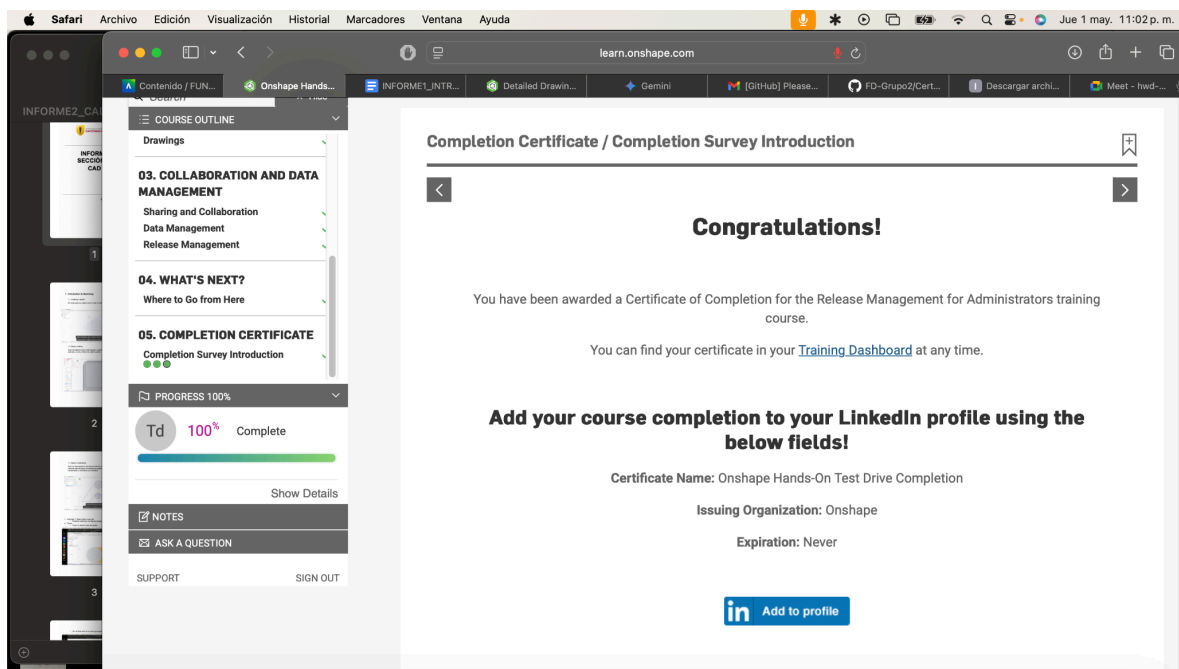 Safari Archivo Edición Visualización Historial Marcadores Ventana Ayuda
Jue 1 may. 11:02 p. m.
learn.onshape.com
Contenido / FUN...
Onshape Hands...
INFORME1_INTR...
Detailed Drawin...
Gemini
[GitHub] Please...
FD-Grupo2/Cert...
Descargar archi...
Meet - hwd-...
INFORME2_CA
1
2
3
Search
Hide
COURSE OUTLINE
Drawings
03. COLLABORATION AND DATA
MANAGEMENT
Sharing and Collaboration
Data Management
Release Management
04. WHAT'S NEXT?
Where to Go from Here
05. COMPLETION CERTIFICATE
Completion Survey Introduction
PROGRESS 100%
Td 100% Complete
Show Details
NOTES
ASK A QUESTION
SUPPORT SIGN OUT
Completion Certificate / Completion Survey Introduction
Congratulations!
You have been awarded a Certificate of Completion for the Release Management for Administrators training
course.
You can find your certificate in your Training Dashboard at any time.
Add your course completion to your LinkedIn profile using the
below fields!
Certificate Name: Onshape Hands-On Test Drive Completion
Issuing Organization: Onshape
Expiration: Never
in Add to profile